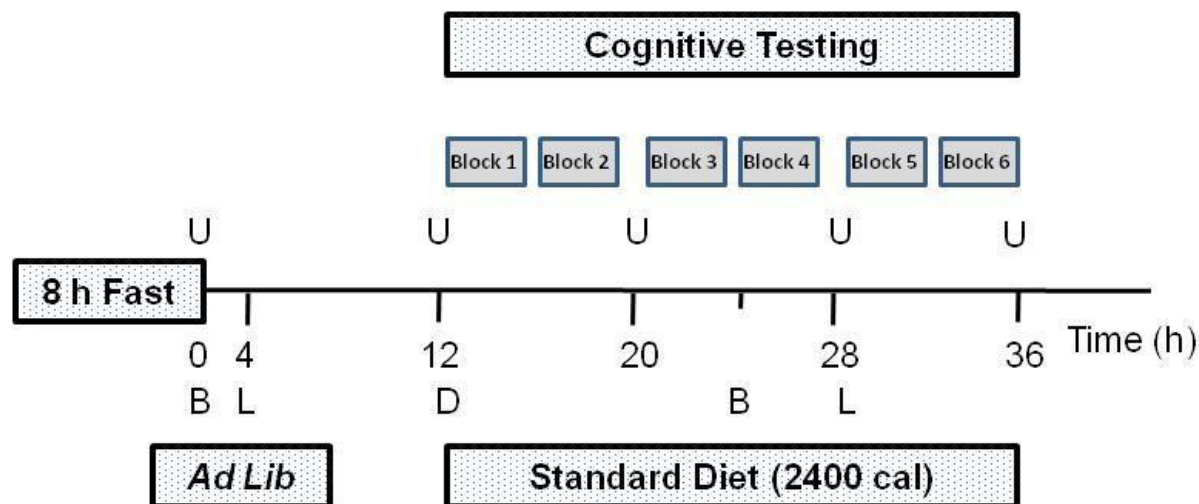 Cognitive Testing
Block 1 Block 2 Block 3 Block 4 Block 5 Block 6
U U U U U
8 h Fast
0 4 12 20 28 36 Time (h)
B L D B L
Ad Lib Standard Diet (2400 cal)